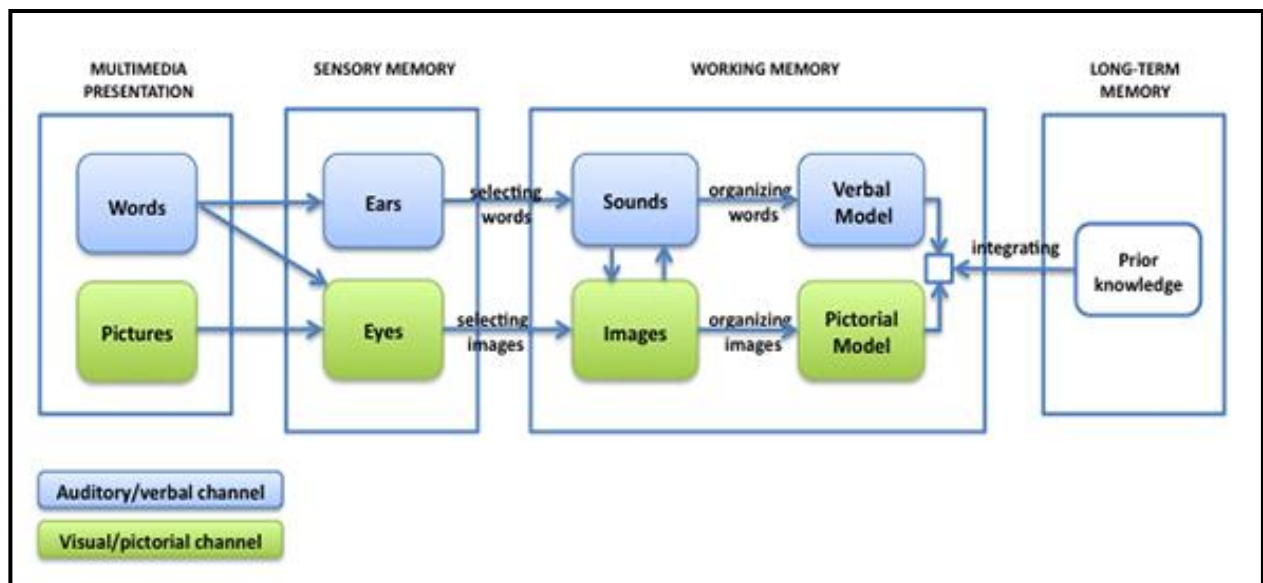 MULTIMEDIA
PRESENTATION
SENSORY MEMORY
WORKING MEMORY
LONG-TERM
MEMORY
Words
Ears
selecting
words
Sounds
organizing
words
Verbal
Model
integrating
Prior
knowledge
Pictures
Eyes
selecting
images
Images
organizing
images
Pictorial
Model
Auditory/verbal channel
Visual/pictorial channel